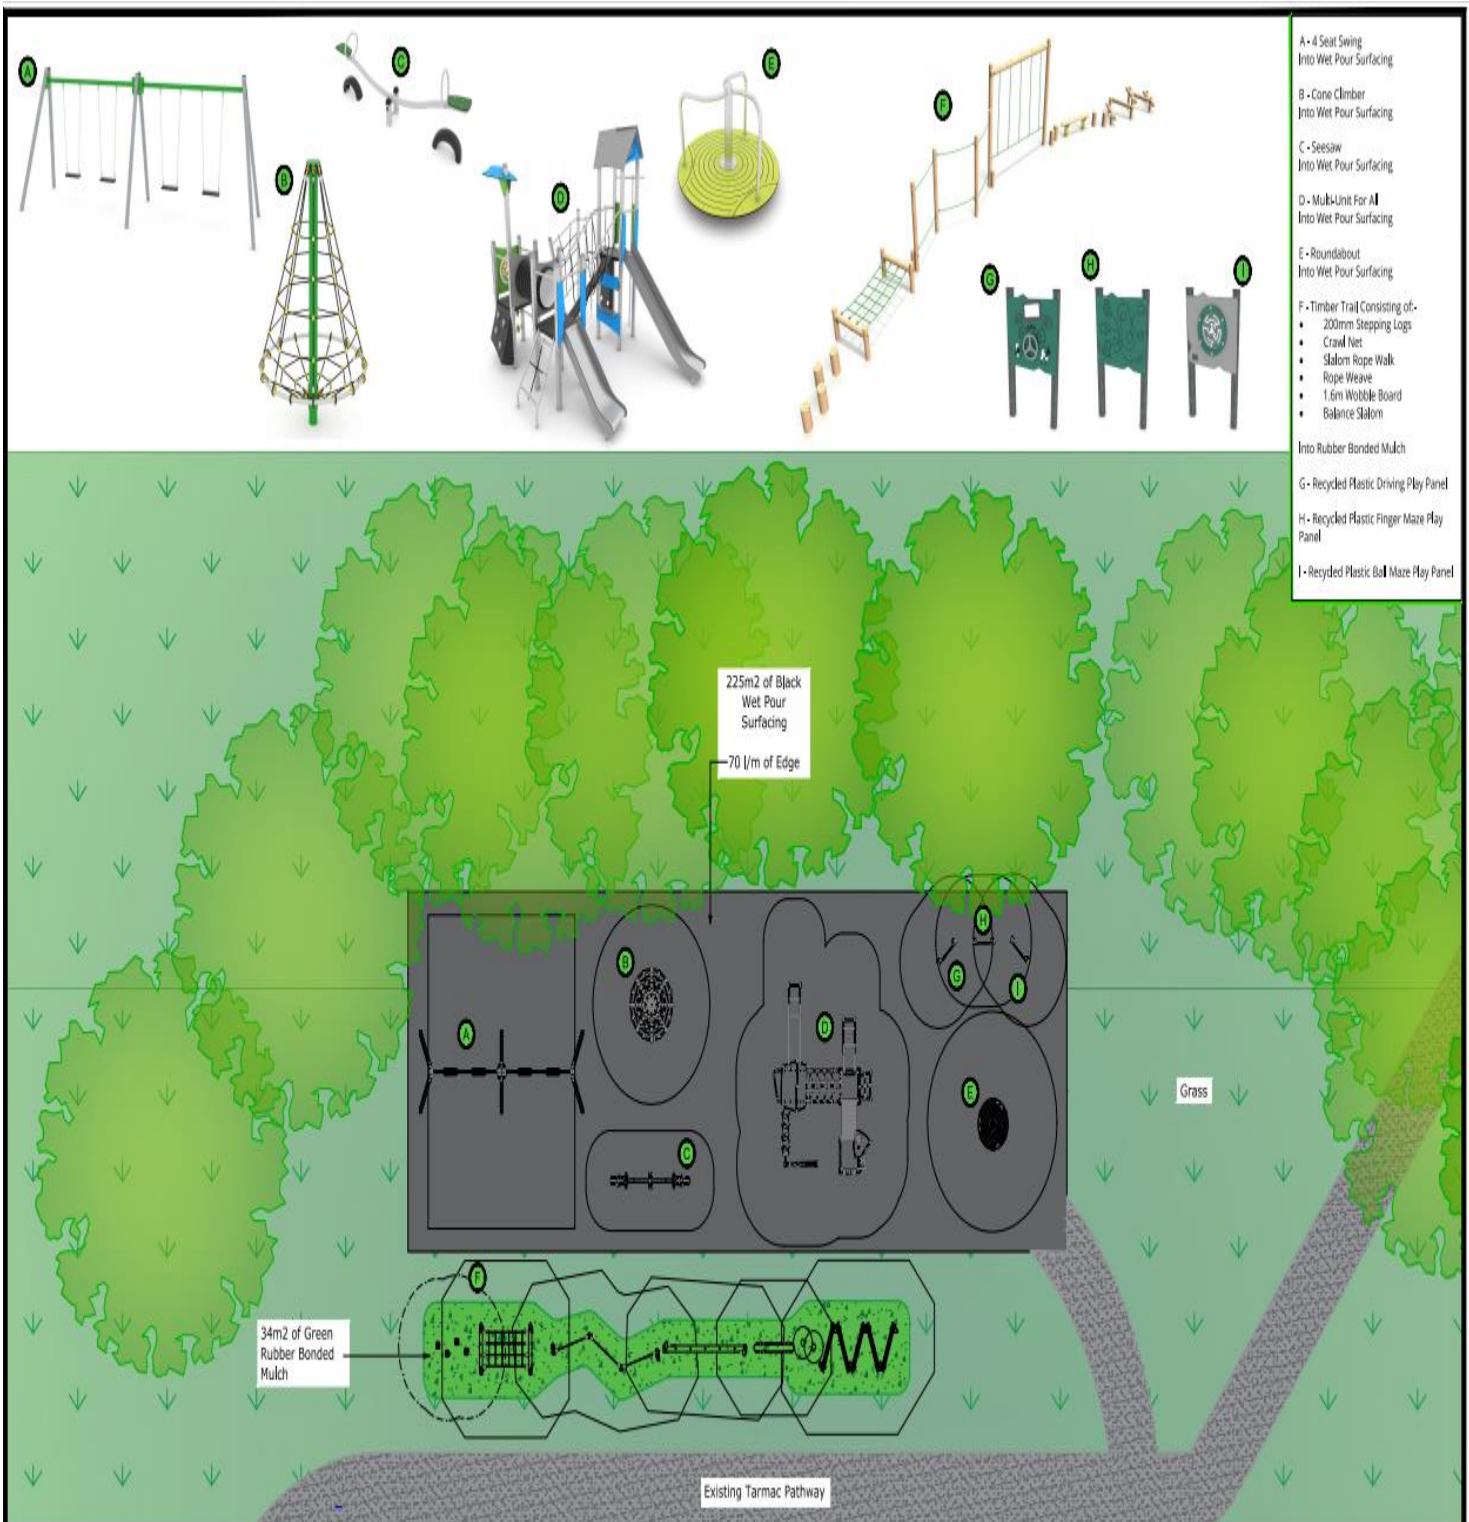 A
B
C
D
E
F
G
H
I
A - 4 Seat Swing
Into Wet Pour Surfacing
B - Cone Climber
Into Wet Pour Surfacing
C - Seesaw
Into Wet Pour Surfacing
D - Multi-Unit For All
Into Wet Pour Surfacing
E - Roundabout
Into Wet Pour Surfacing
F - Timber Trail Consisting of:-
• 200mm Stepping Logs
• Crawl Net
• Slalom Rope Walk
• Rope Weave
• 1.6m Wobble Board
• Balance Slalom
Into Rubber Bonded Mulch
G - Recycled Plastic Driving Play Panel
H - Recycled Plastic Finger Maze Play
Panel
I - Recycled Plastic Ball Maze Play Panel
225m2 of Black
Wet Pour
Surfacing
70 l/m of Edge
A
B
C
D
E
F
G
H
I
Grass
34m2 of Green
Rubber Bonded
Mulch
Existing Tarmac Pathway